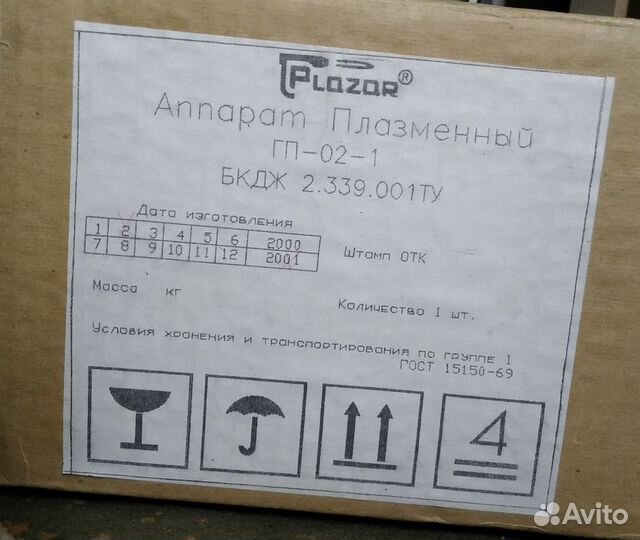 Plazar®
Аппарат Плазменный
ГП-02-1
БКДЖ 2.339.001ТУ
Дата изготовления
1 2 3 4 5 6 2000
7 8 9 10 11 12 2001
Штамп ОТК
Масса кг
Количество 1 шт.
Условия хранения и транспортирования по группе 1
ГОСТ 15150-69
4
Avito